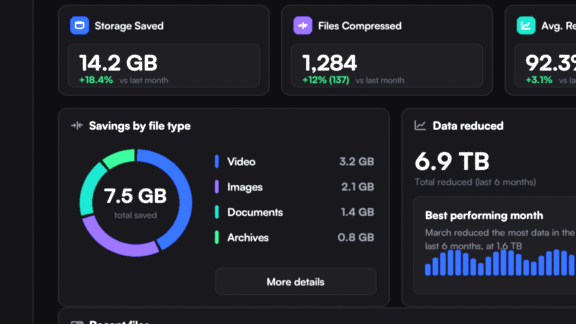 Storage Saved
14.2 GB
+18.4% vs last month
Files Compressed
1,284
+12% (137) vs last month
Avg.
92.3%
+3.1% vs
Savings by file type
7.5 GB
total saved
Video 3.2 GB
Images 2.1 GB
Documents 1.4 GB
Archives 0.8 GB
More details
Data reduced
6.9 TB
Total reduced (last 6 months)
Best performing month
March reduced the most data in the
last 6 months, at 1.6 TB
Recent files